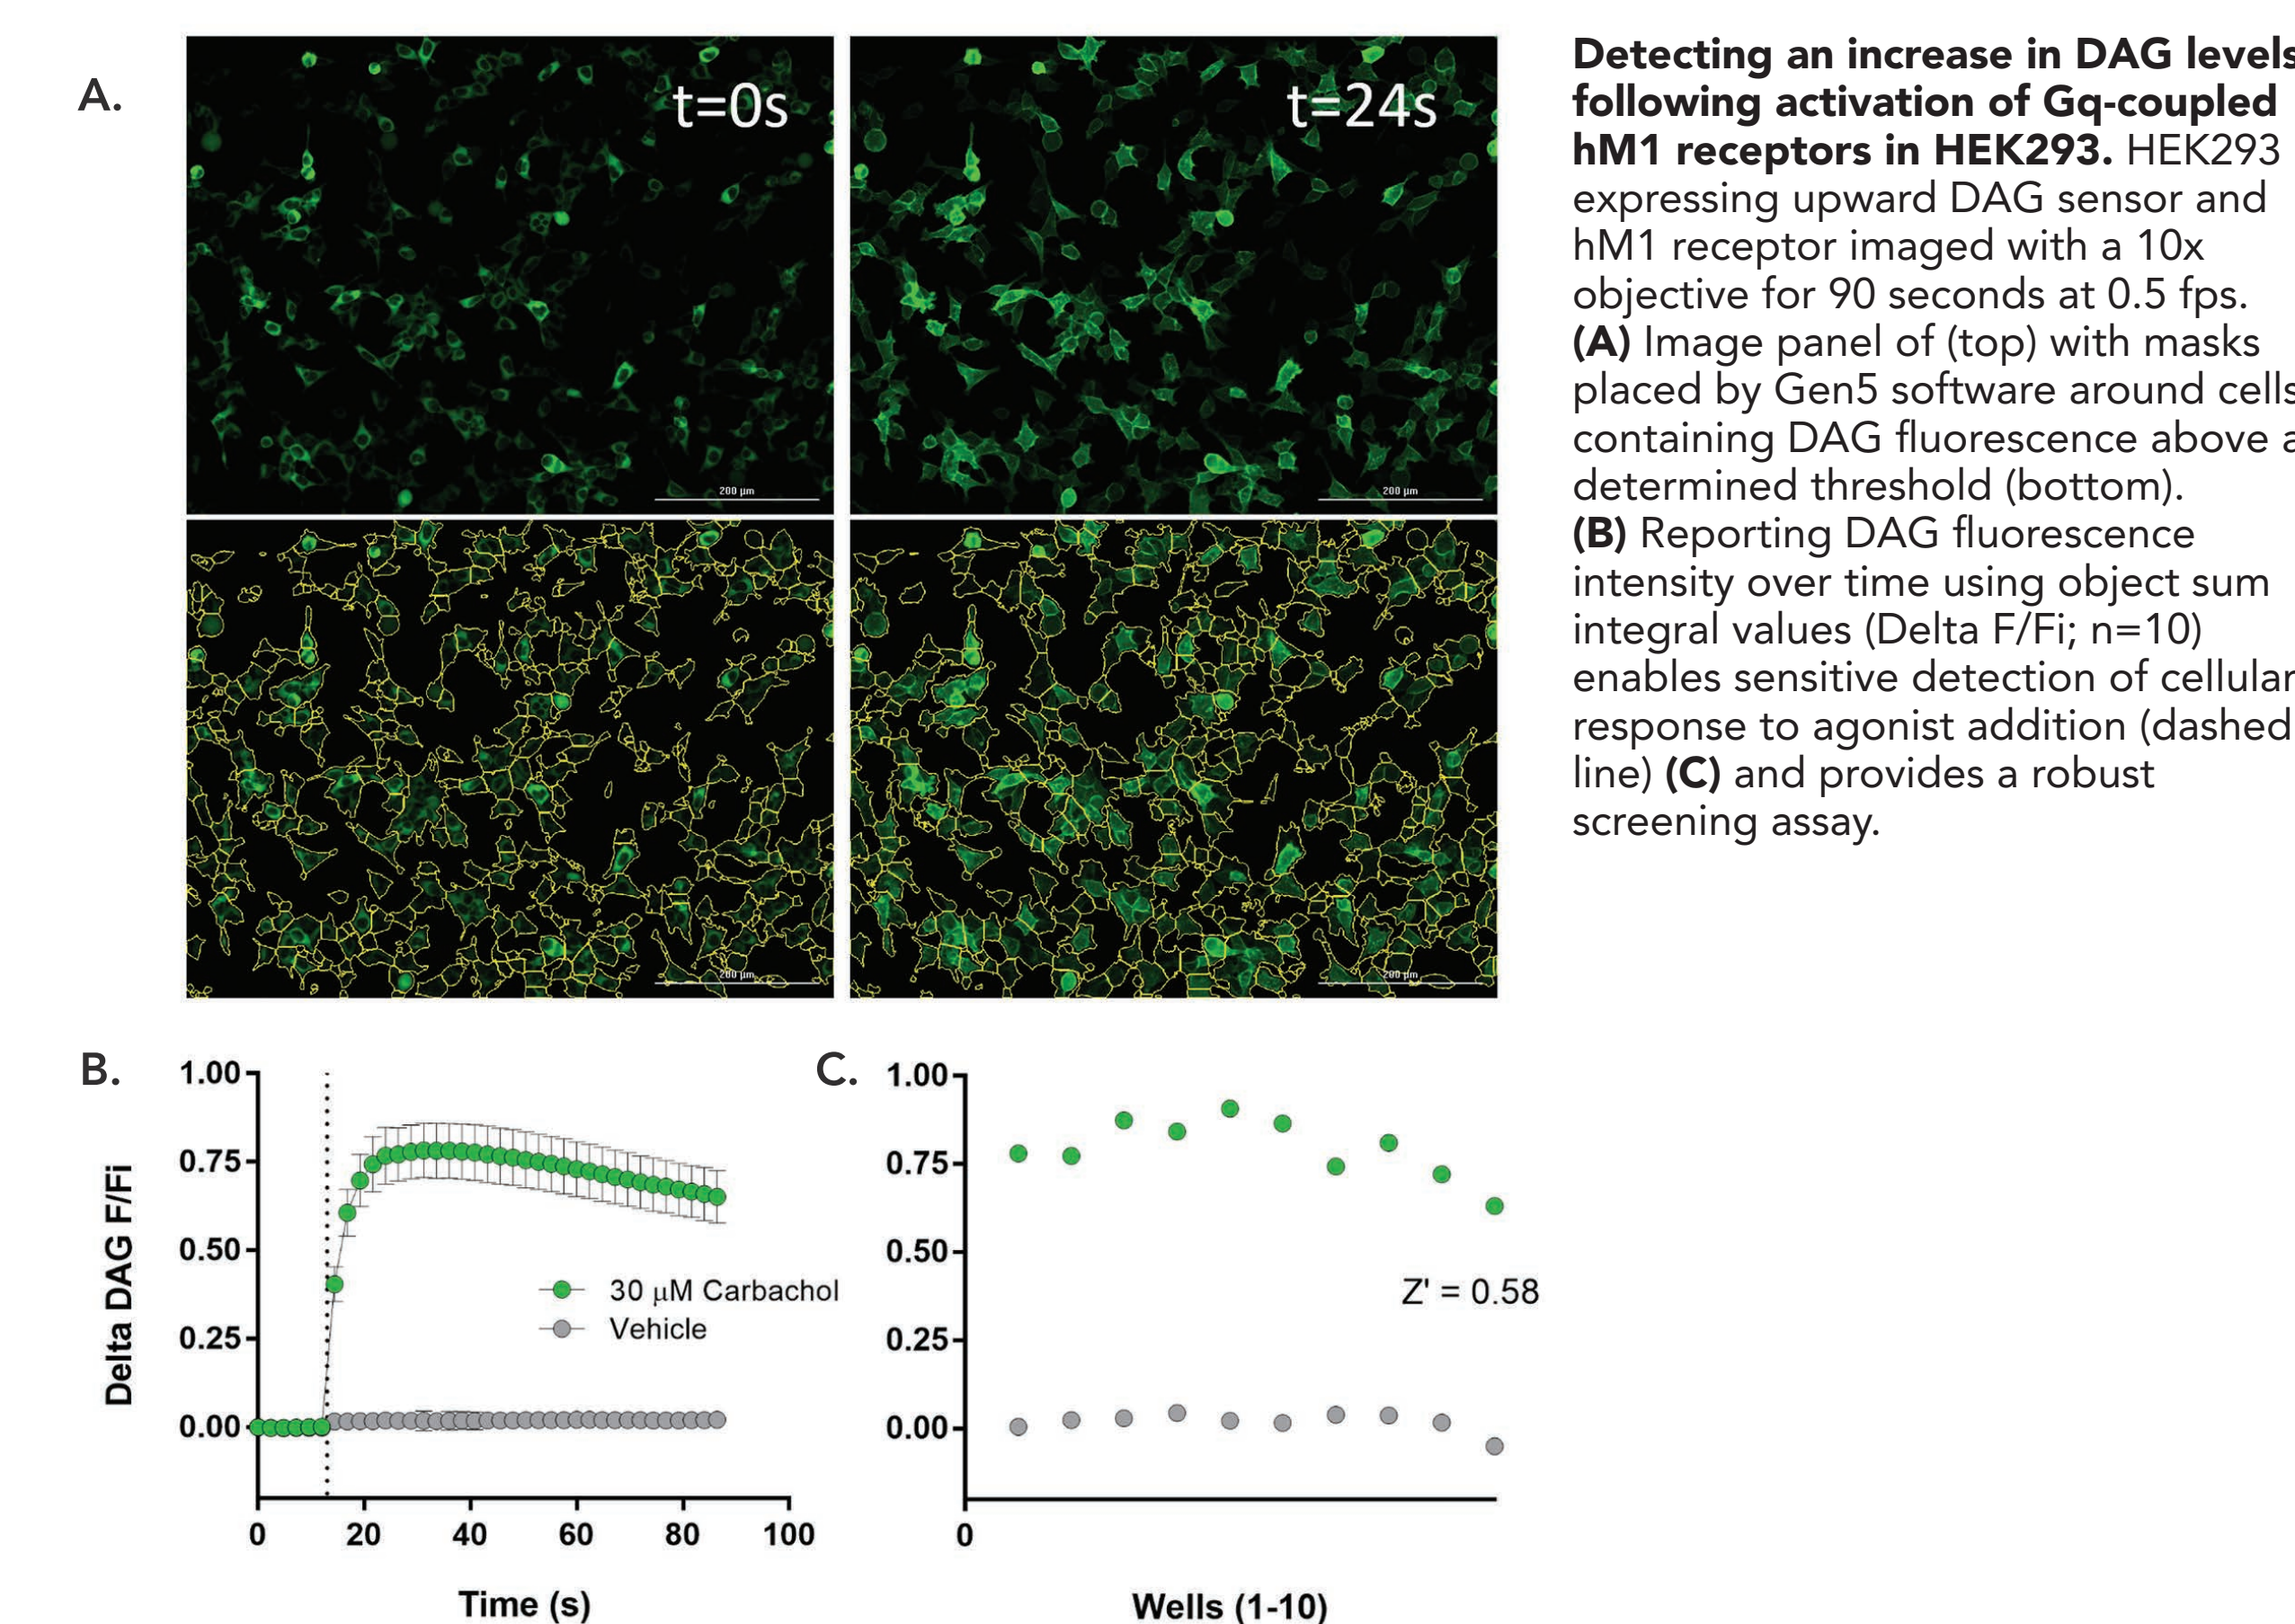 A.
t=0s
t=24s
200 µm
200 µm
200 µm
200 µm
Detecting an increase in DAG levels
following activation of Gq-coupled
hM1 receptors in HEK293. HEK293
expressing upward DAG sensor and
hM1 receptor imaged with a 10x
objective for 90 seconds at 0.5 fps.
(A) Image panel of (top) with masks
placed by Gen5 software around cells
containing DAG fluorescence above a
determined threshold (bottom).
(B) Reporting DAG fluorescence
intensity over time using object sum
integral values (Delta F/Fi; n=10)
enables sensitive detection of cellular
response to agonist addition (dashed
line) (C) and provides a robust
screening assay.
B.
Delta DAG F/Fi
1.00
0.75
0.50
0.25
0.00
30 µM Carbachol
Vehicle
0 20 40 60 80 100
Time (s)
C.
1.00
0.75
0.50
0.25
0.00
Z' = 0.58
0
Wells (1-10)